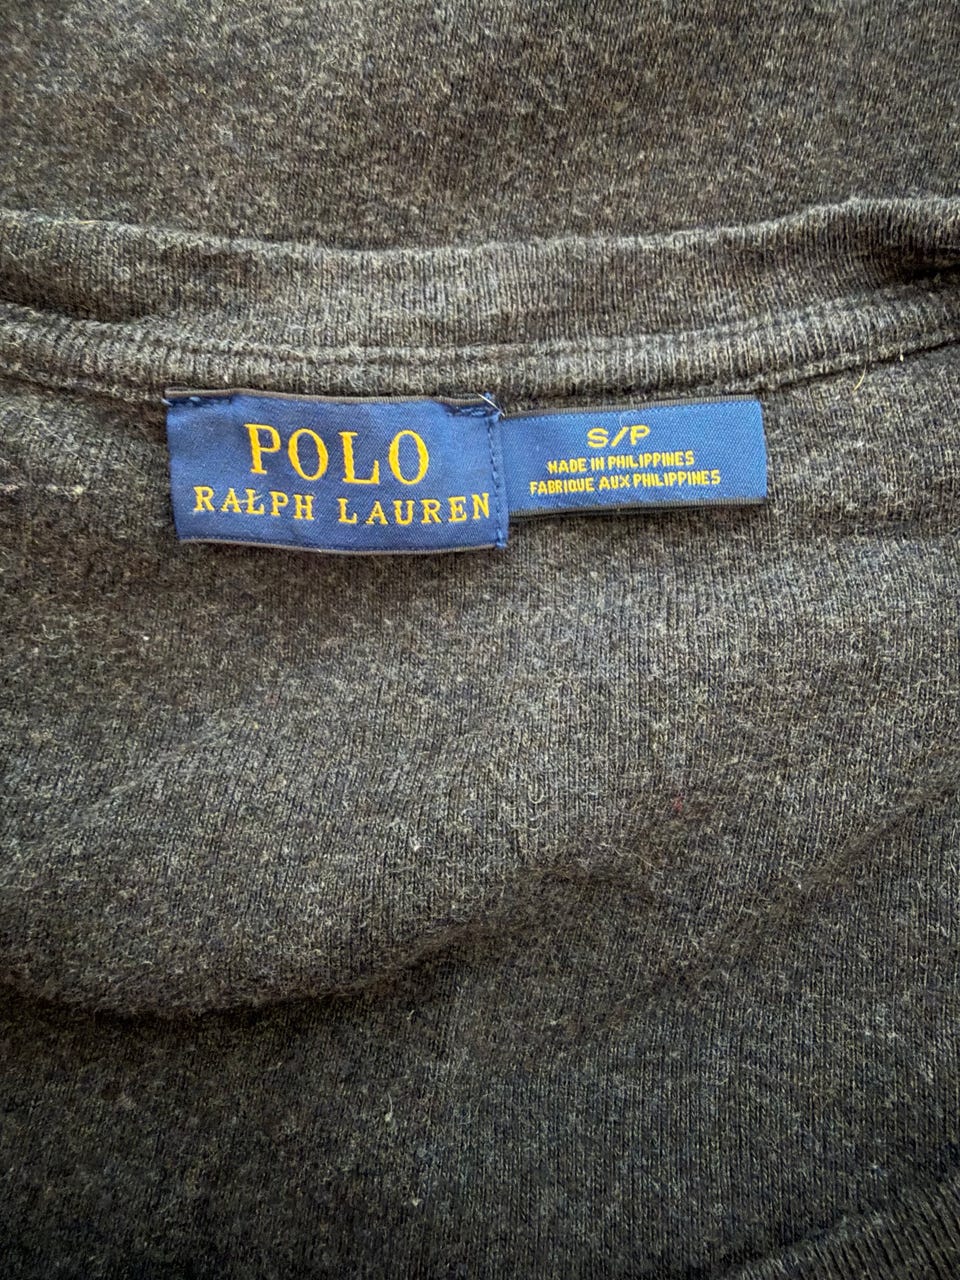 POLO
RALPH LAUREN
S/P
MADE IN PHILIPPINES
FABRIQUE AUX PHILIPPINES